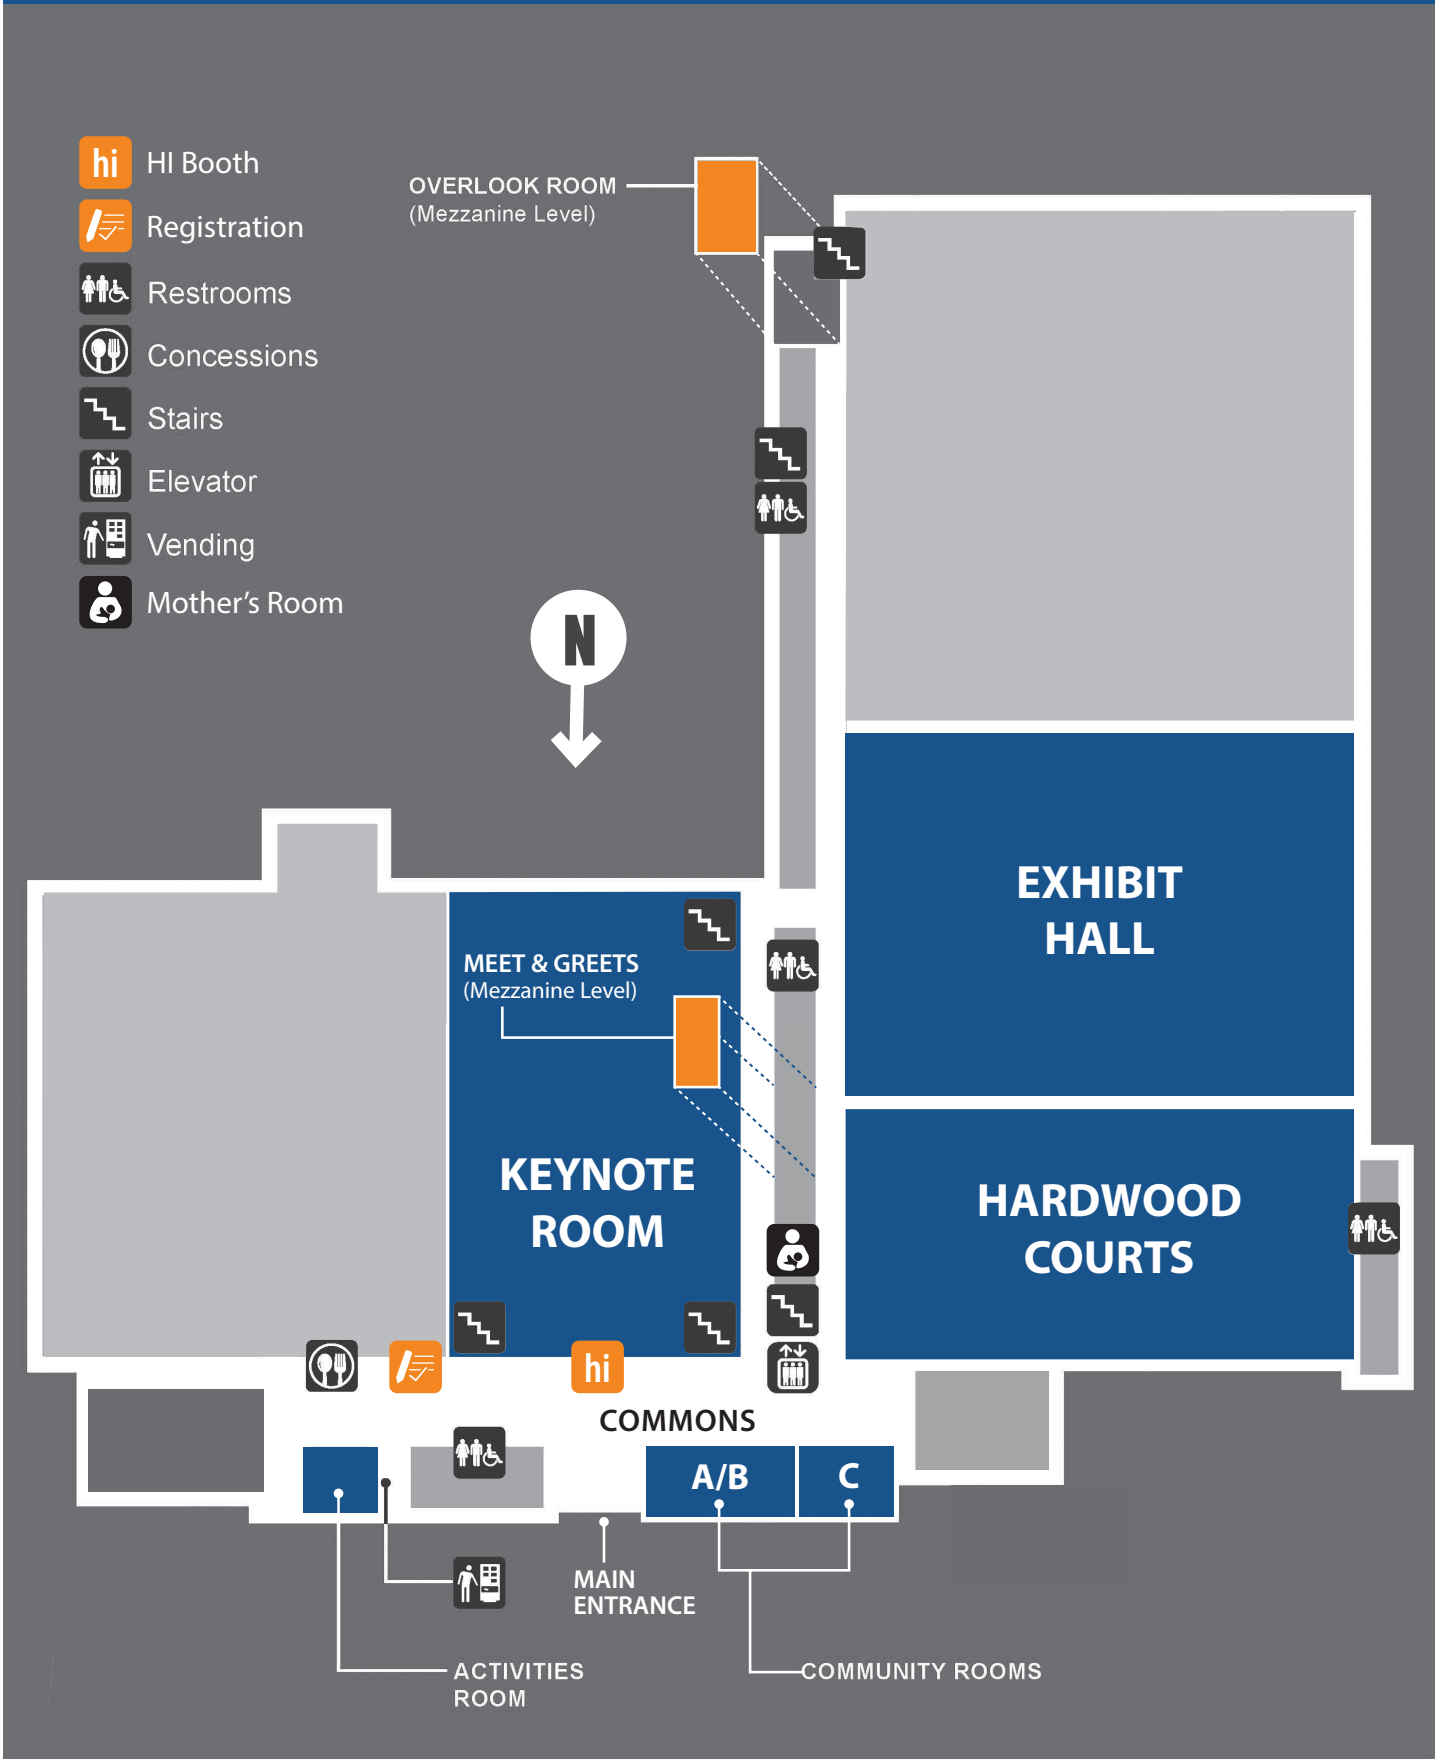 hi HI Booth
Registration
Restrooms
Concessions
Stairs
Elevator
Vending
Mother's Room
OVERLOOK ROOM
(Mezzanine Level)
N
EXHIBIT
HALL
MEET & GREETS
(Mezzanine Level)
KEYNOTE
ROOM
HARDWOOD
COURTS
hi
COMMONS
A/B
C
MAIN
ENTRANCE
ACTIVITIES
ROOM
COMMUNITY ROOMS